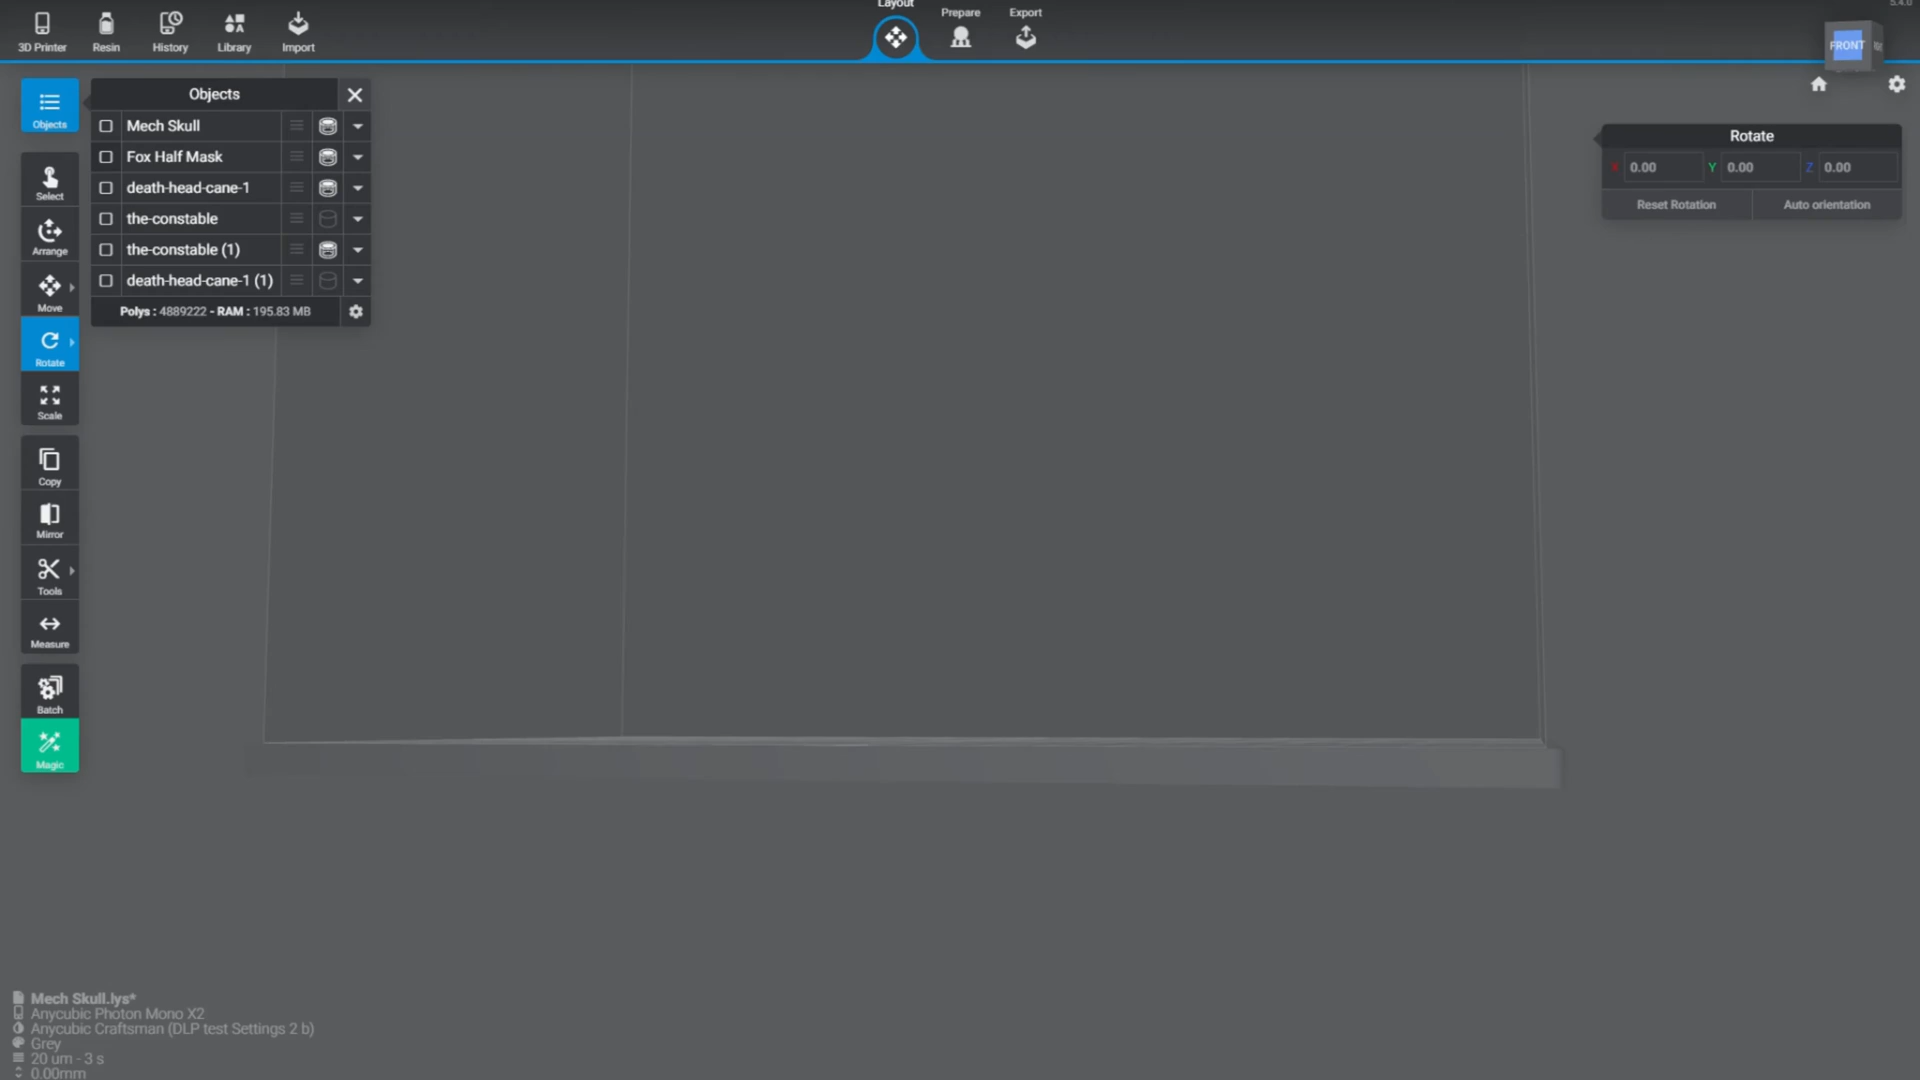 Layout
5.4.0
3D Printer Resin History Library Import Prepare Export
FRONT
Objects
Objects
Mech Skull
Fox Half Mask
death-head-cane-1
the-constable
the-constable (1)
death-head-cane-1 (1)
Polys : 4889222 - RAM : 195.83 MB
Select
Arrange
Move
Rotate
Scale
Copy
Mirror
Tools
Measure
Batch
Magic
Rotate
X 0.00 Y 0.00 Z 0.00
Reset Rotation Auto orientation
Mech Skull.lys*
Anycubic Photon Mono X2
Anycubic Craftsman (DLP test Settings 2 b)
Grey
20 um - 3 s
0.00mm